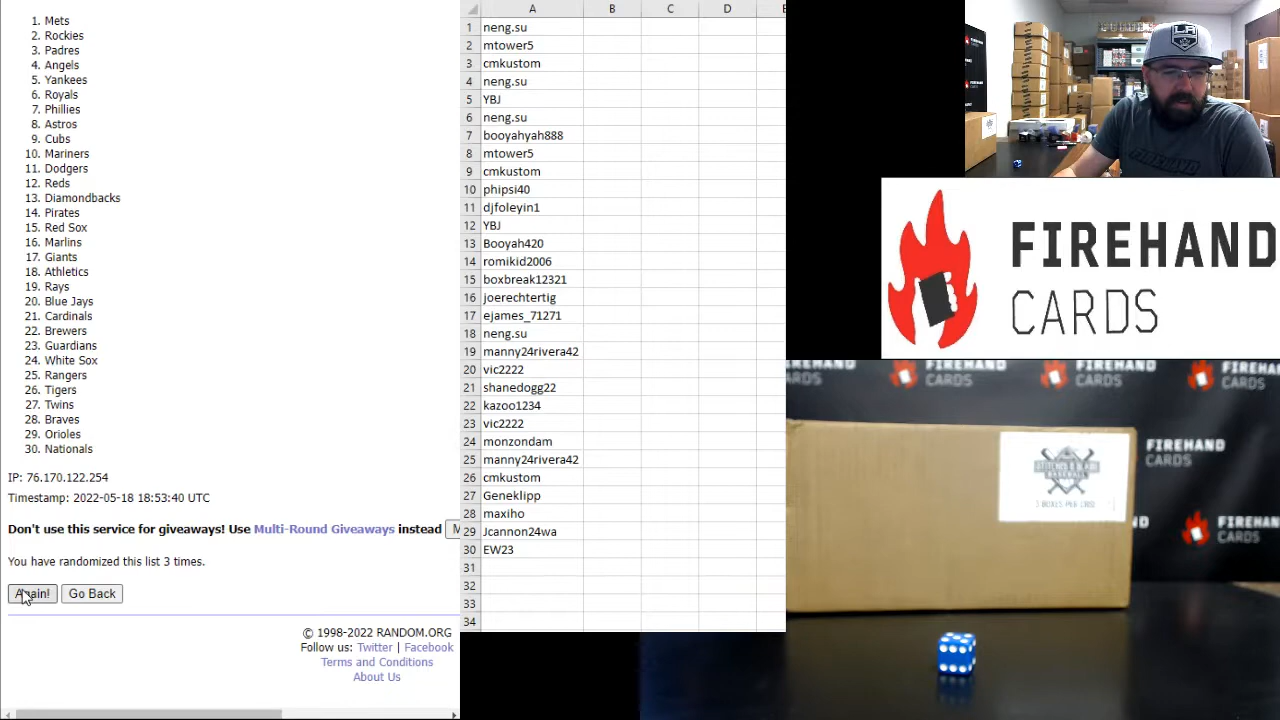 1. Mets
2. Rockies
3. Padres
4. Angels
5. Yankees
6. Royals
7. Phillies
8. Astros
9. Cubs
10. Mariners
11. Dodgers
12. Reds
13. Diamondbacks
14. Pirates
15. Red Sox
16. Marlins
17. Giants
18. Athletics
19. Rays
20. Blue Jays
21. Cardinals
22. Brewers
23. Guardians
24. White Sox
25. Rangers
26. Tigers
27. Twins
28. Braves
29. Orioles
30. Nationals
IP: 76.170.122.254
Timestamp: 2022-05-18 18:53:40 UTC
Don't use this service for giveaways! Use Multi-Round Giveaways instead M
You have randomized this list 3 times.
Again! Go Back
© 1998-2022 RANDOM.ORG
Follow us: Twitter | Facebook
Terms and Conditions
About Us
A B C D E
1 neng.su
2 mtower5
3 cmkustom
4 neng.su
5 YBJ
6 neng.su
7 booyahyah888
8 mtower5
9 cmkustom
10 phipsi40
11 djfoleyin1
12 YBJ
13 Booyah420
14 romikid2006
15 boxbreak12321
16 joerechtertig
17 ejames_71271
18 neng.su
19 manny24rivera42
20 vic2222
21 shanedogg22
22 kazoo1234
23 vic2222
24 monzondam
25 manny24rivera42
26 cmkustom
27 Geneklipp
28 maxiho
29 Jcannon24wa
30 EW23
31
32
33
34
FIREHAND
CARDS
FIREHAND
CARDS
FIREHAND
CARDS
FIREHAND
CARDS
BASEBALL